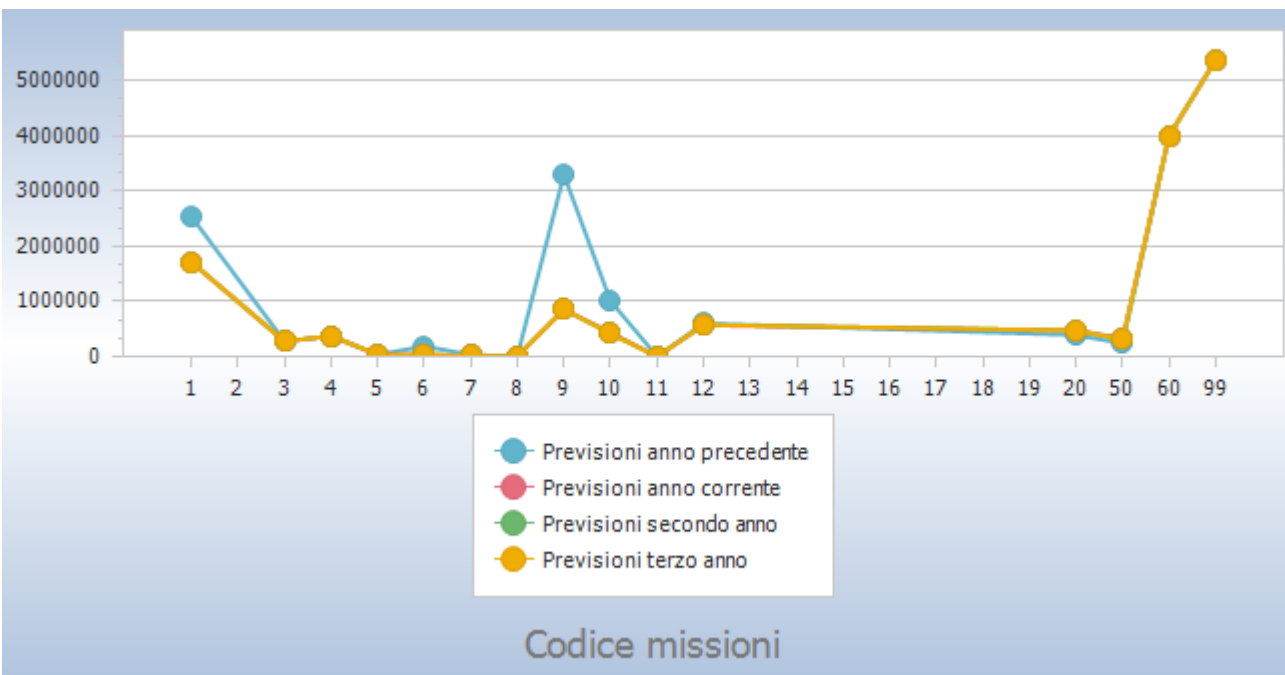 5000000
4000000
3000000
2000000
1000000
0
1 2 3 4 5 6 7 8 9 10 11 12 13 14 15 16 17 18 19 20 50 60 99
Previsioni anno precedente
Previsioni anno corrente
Previsioni secondo anno
Previsioni terzo anno
Codice missioni